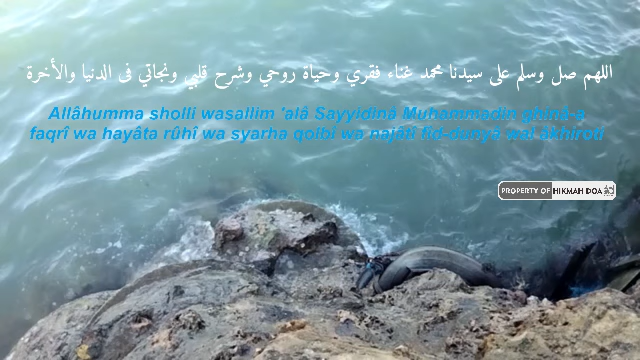 اللهم صل وسلم على سيدنا محمد غناء فقري وحياة روحي وشرح قلبي ونجاتي فى الدنيا والأخرة
Allâhumma sholli wasallim 'alâ Sayyidinâ Muhammadin ghinâ-a
faqrî wa hayâta rûhî wa syarha qolbî wa najâtî fîd-dunyâ wal âkhiroti
PROPERTY OF HIKMAH DOA